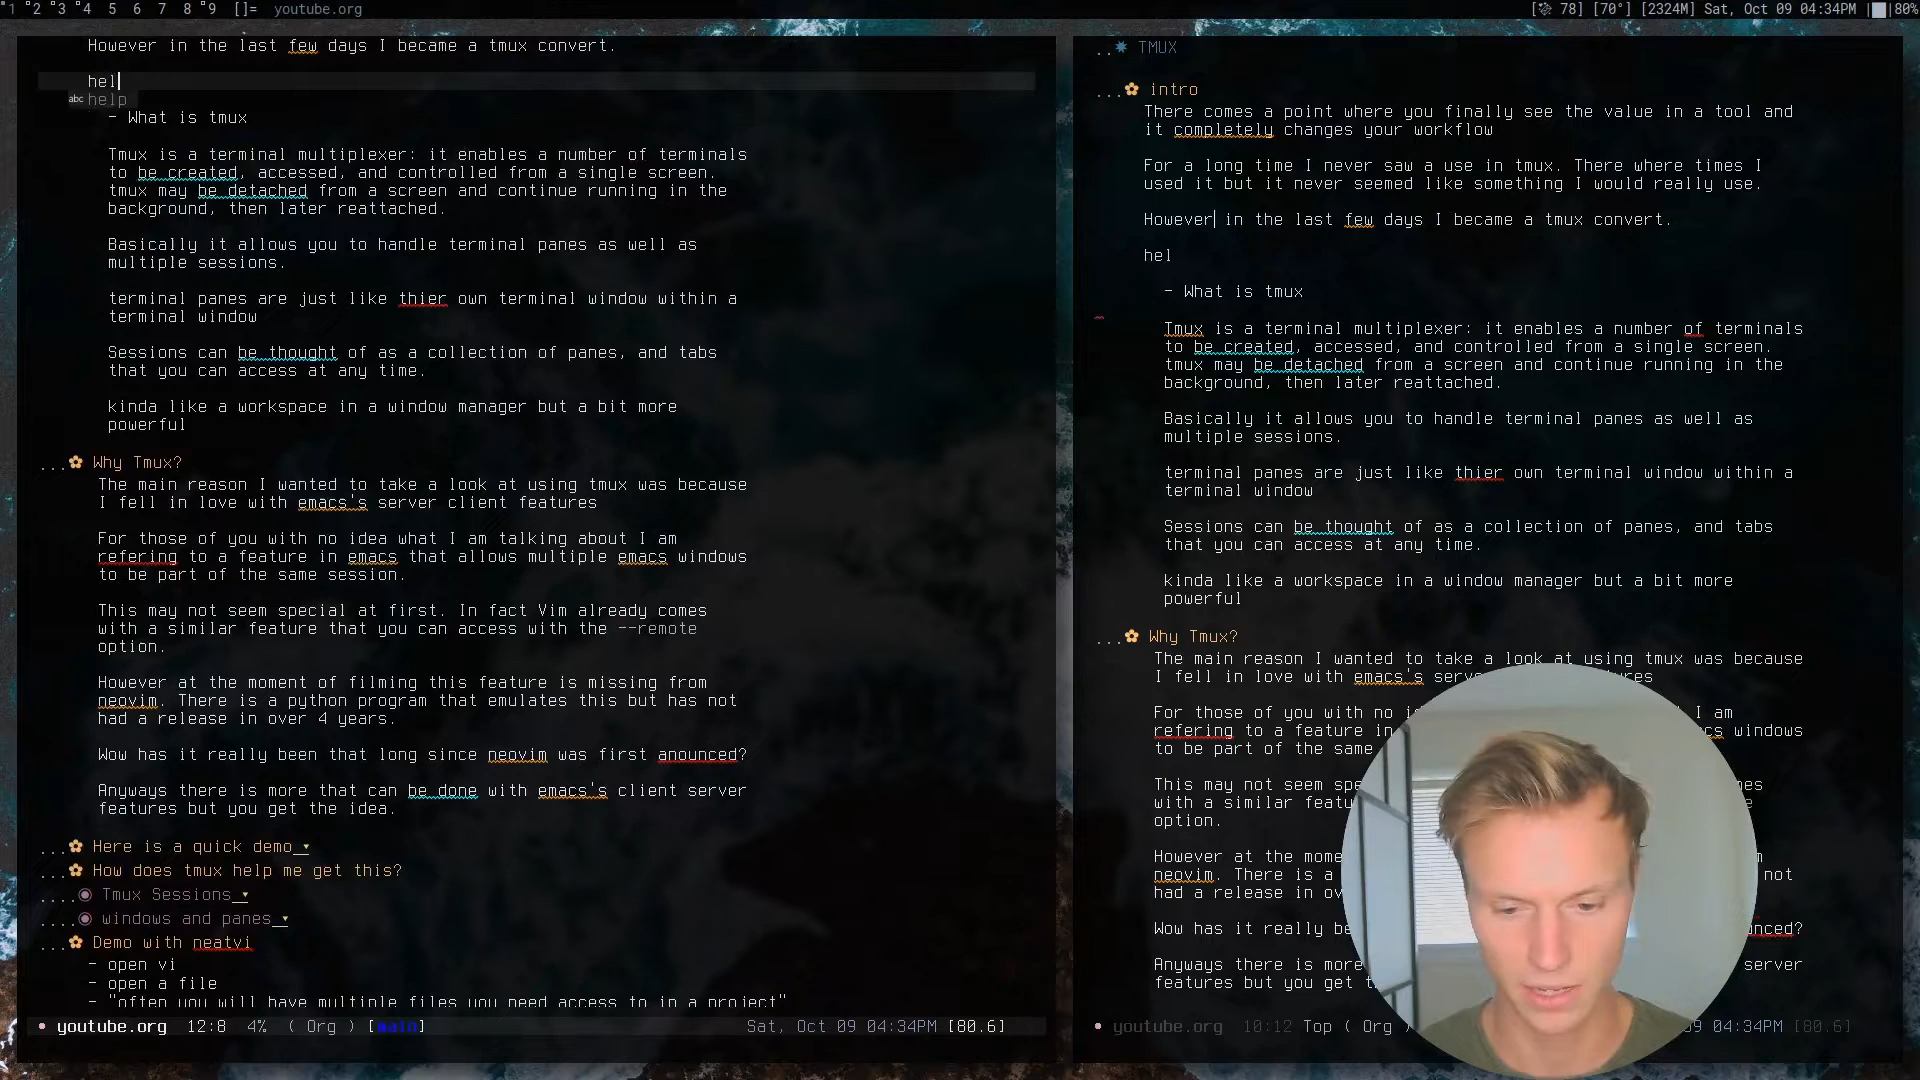 1 2 3 4 5 6 7 8 9 []= youtube.org
[ 78] [70°] [2324M] Sat, Oct 09 04:34PM | |80%
However in the last few days I became a tmux convert.
hel
abc help
- What is tmux
Tmux is a terminal multiplexer: it enables a number of terminals
to be created, accessed, and controlled from a single screen.
tmux may be detached from a screen and continue running in the
background, then later reattached.
Basically it allows you to handle terminal panes as well as
multiple sessions.
terminal panes are just like thier own terminal window within a
terminal window
Sessions can be thought of as a collection of panes, and tabs
that you can access at any time.
kinda like a workspace in a window manager but a bit more
powerful
...✿ Why Tmux?
The main reason I wanted to take a look at using tmux was because
I fell in love with emacs's server client features
For those of you with no idea what I am talking about I am
refering to a feature in emacs that allows multiple emacs windows
to be part of the same session.
This may not seem special at first. In fact Vim already comes
with a similar feature that you can access with the --remote
option.
However at the moment of filming this feature is missing from
neovim. There is a python program that emulates this but has not
had a release in over 4 years.
Wow has it really been that long since neovim was first anounced?
Anyways there is more that can be done with emacs's client server
features but you get the idea.
...✿ Here is a quick demo_▾
...✿ How does tmux help me get this?
....◉ Tmux Sessions_▾
....◉ windows and panes_▾
...✿ Demo with neatvi
- open vi
- open a file
- "often you will have multiple files you need access to in a project"
• youtube.org 12:8 4% ( Org ) [main] Sat, Oct 09 04:34PM [80.6]
..✷ TMUX
...✿ intro
There comes a point where you finally see the value in a tool and
it completely changes your workflow
For a long time I never saw a use in tmux. There where times I
used it but it never seemed like something I would really use.
However in the last few days I became a tmux convert.
hel
- What is tmux
Tmux is a terminal multiplexer: it enables a number of terminals
to be created, accessed, and controlled from a single screen.
tmux may be detached from a screen and continue running in the
background, then later reattached.
Basically it allows you to handle terminal panes as well as
multiple sessions.
terminal panes are just like thier own terminal window within a
terminal window
Sessions can be thought of as a collection of panes, and tabs
that you can access at any time.
kinda like a workspace in a window manager but a bit more
powerful
...✿ Why Tmux?
The main reason I wanted to take a look at using tmux was because
I fell in love with emacs's
For those of you with no I am
refering to a feature in windows
to be part of the same
This may not seem
with a similar
option.
However at the
neovim. There is a not
had a release in
Wow has it really
Anyways there is more server
features but you get
• youtube.org 10:12 Top ( Org ) 09 04:34PM [80.6]